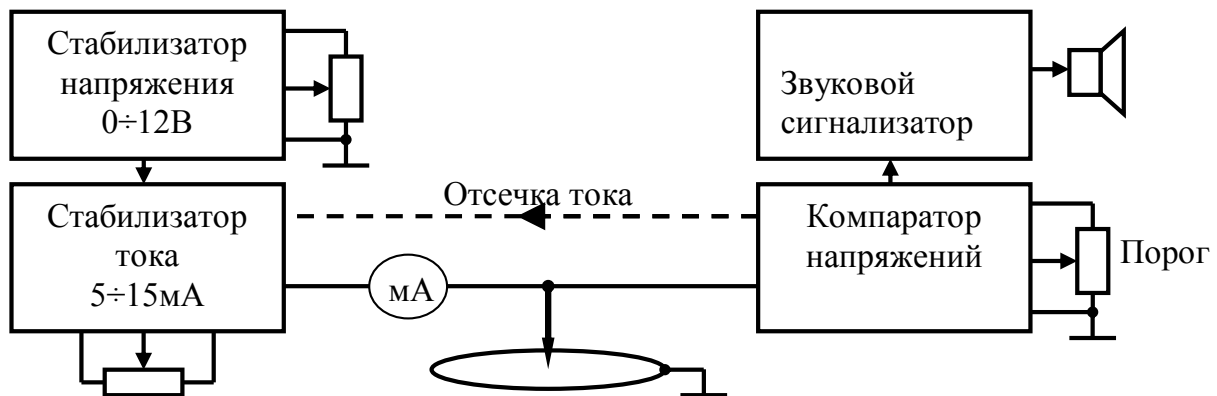 Стабилизатор
напряжения
0÷12В
Звуковой
сигнализатор
Отсечка тока
Стабилизатор
тока
5÷15мА
мА
Компаратор
напряжений
Порог